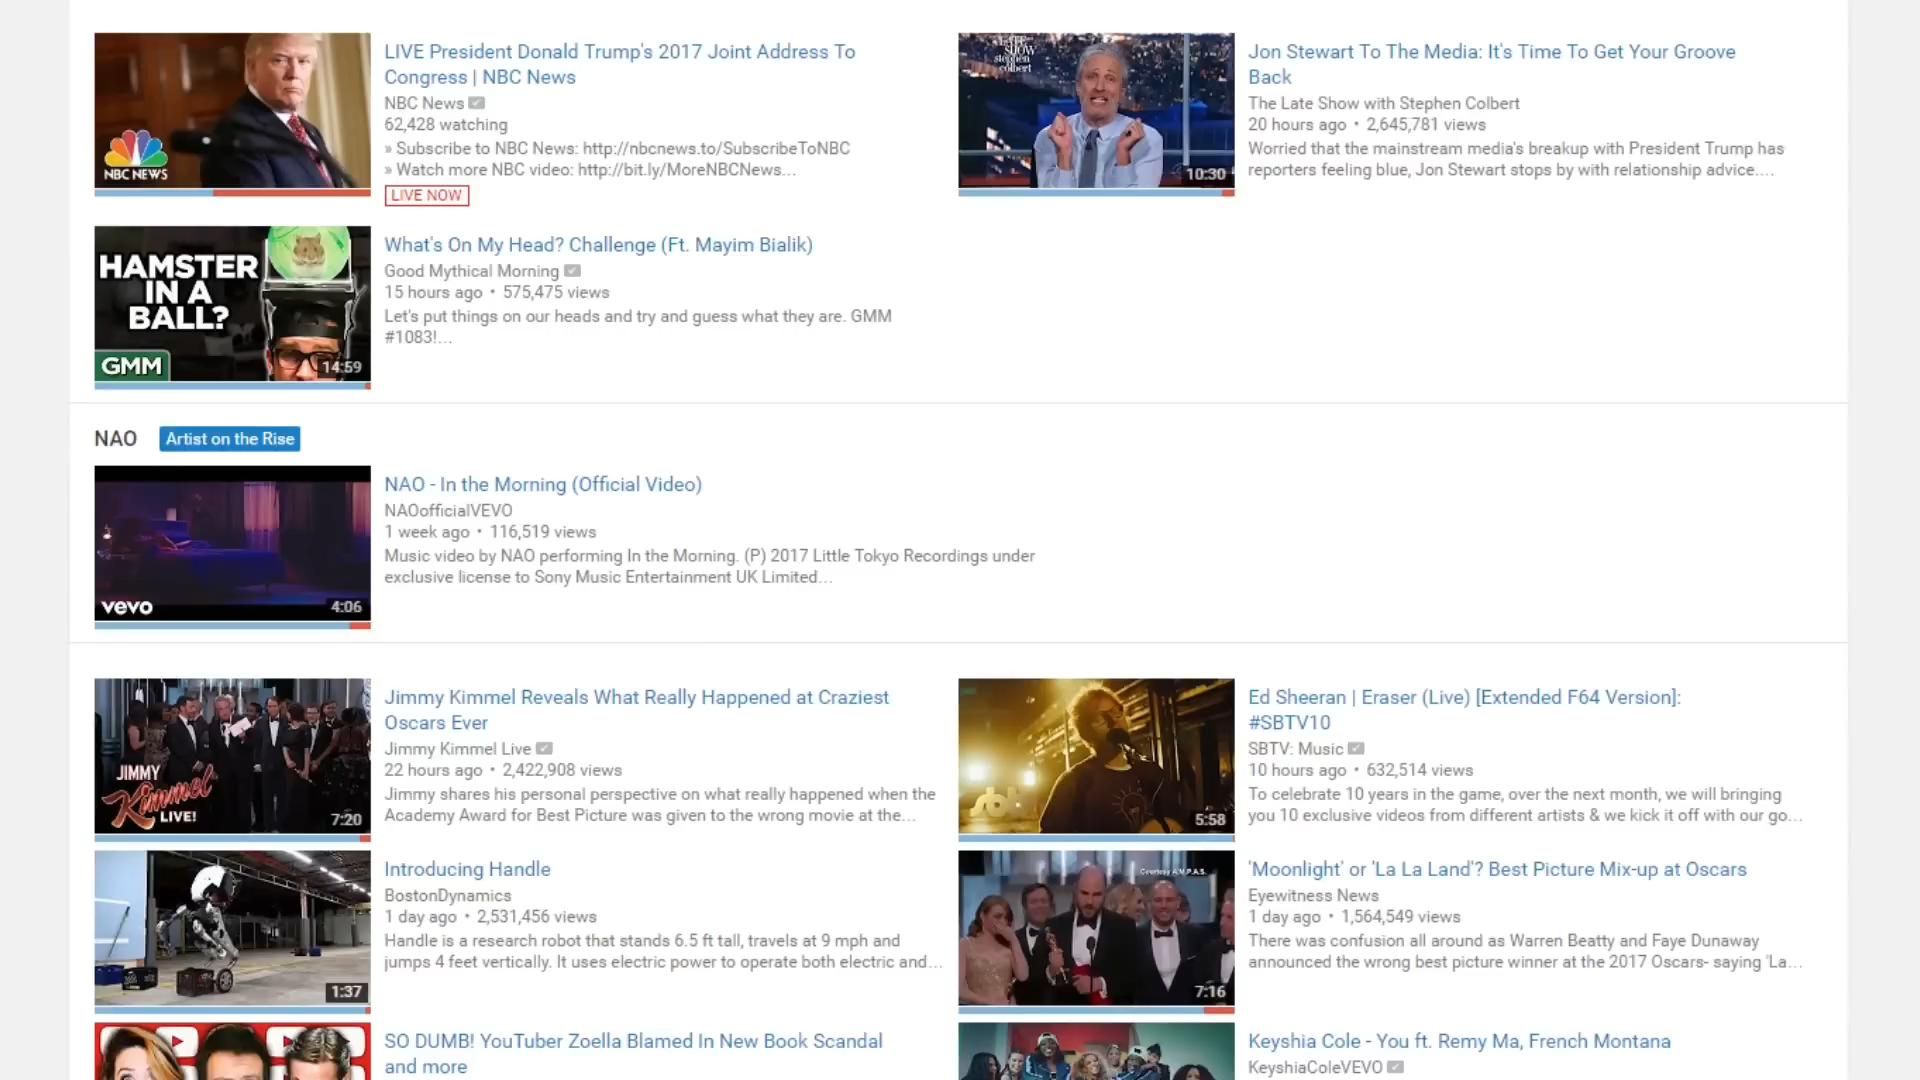 LIVE President Donald Trump's 2017 Joint Address To
Congress | NBC News
NBC News
62,428 watching
» Subscribe to NBC News: http://nbcnews.to/SubscribeToNBC
» Watch more NBC video: http://bit.ly/MoreNBCNews...
LIVE NOW
NBC NEWS
Jon Stewart To The Media: It's Time To Get Your Groove
Back
The Late Show with Stephen Colbert
20 hours ago • 2,645,781 views
Worried that the mainstream media's breakup with President Trump has
reporters feeling blue, Jon Stewart stops by with relationship advice....
LATE
SHOW
stephen
colbert
10:30
HAMSTER
IN A
BALL?
GMM
14:59
What's On My Head? Challenge (Ft. Mayim Bialik)
Good Mythical Morning
15 hours ago • 575,475 views
Let's put things on our heads and try and guess what they are. GMM
#1083!...
NAO Artist on the Rise
vevo
4:06
NAO - In the Morning (Official Video)
NAOofficialVEVO
1 week ago • 116,519 views
Music video by NAO performing In the Morning. (P) 2017 Little Tokyo Recordings under
exclusive license to Sony Music Entertainment UK Limited...
JIMMY
Kimmel
LIVE!
7:20
Jimmy Kimmel Reveals What Really Happened at Craziest
Oscars Ever
Jimmy Kimmel Live
22 hours ago • 2,422,908 views
Jimmy shares his personal perspective on what really happened when the
Academy Award for Best Picture was given to the wrong movie at the...
sb
5:58
Ed Sheeran | Eraser (Live) [Extended F64 Version]:
#SBTV10
SBTV: Music
10 hours ago • 632,514 views
To celebrate 10 years in the game, over the next month, we will bringing
you 10 exclusive videos from different artists & we kick it off with our go...
1:37
Introducing Handle
BostonDynamics
1 day ago • 2,531,456 views
Handle is a research robot that stands 6.5 ft tall, travels at 9 mph and
jumps 4 feet vertically. It uses electric power to operate both electric and...
Courtesy A.M.P.A.S.
7:16
'Moonlight' or 'La La Land'? Best Picture Mix-up at Oscars
Eyewitness News
1 day ago • 1,564,549 views
There was confusion all around as Warren Beatty and Faye Dunaway
announced the wrong best picture winner at the 2017 Oscars- saying 'La...
SO DUMB! YouTuber Zoella Blamed In New Book Scandal
and more
Keyshia Cole - You ft. Remy Ma, French Montana
KeyshiaColeVEVO